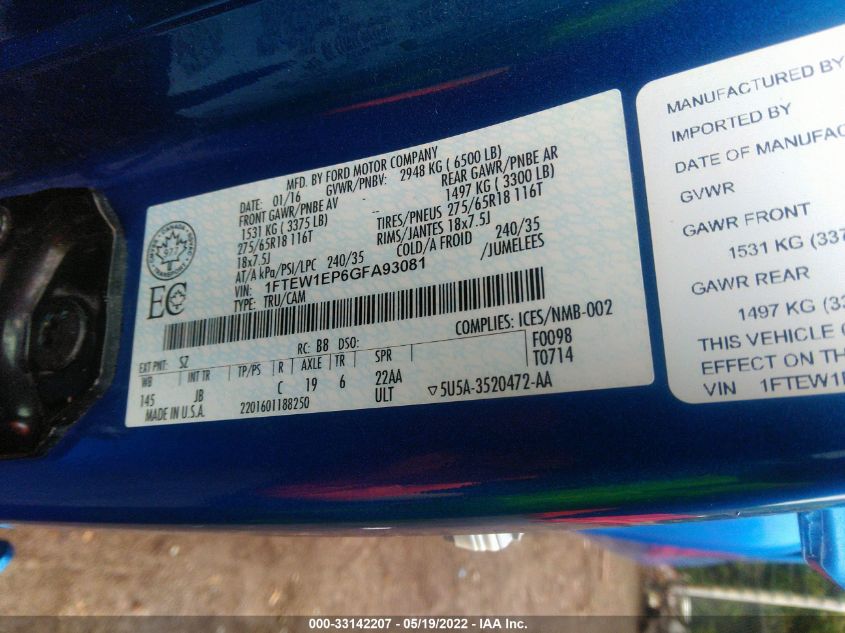 MFD. BY FORD MOTOR COMPANY
DATE: 01/16 GVWR/PNBV: 2948 KG ( 6500 LB)
FRONT GAWR/PNBE AV REAR GAWR/PNBE AR
1531 KG ( 3375 LB) -- 1497 KG ( 3300 LB)
275/65R18 116T TIRES/PNEUS 275/65R18 116T
18x7.5J -- RIMS/JANTES 18x7.5J
AT/A kPa/PSI/LPC 240/35 COLD/A FROID 240/35
VIN: 1FTEW1EP6GFA93081 /JUMELEES
TYPE: TRU/CAM
EC
COMPLIES: ICES/NMB-002
EXT PNT: SZ RC: B8 DSO: F0098
WB INT TR TP/PS R AXLE TR SPR T0714
145 JB C 19 6 22AA
MADE IN U.S.A. 2201601188250 ULT ▽5U5A-3520472-AA
MANUFACTURED BY
IMPORTED BY
DATE OF MANUFAC
GVWR
GAWR FRONT
1531 KG (337
GAWR REAR
1497 KG (3
THIS VEHICLE
EFFECT ON TH
VIN 1FTEW1
000-33142207 - 05/19/2022 - IAA Inc.